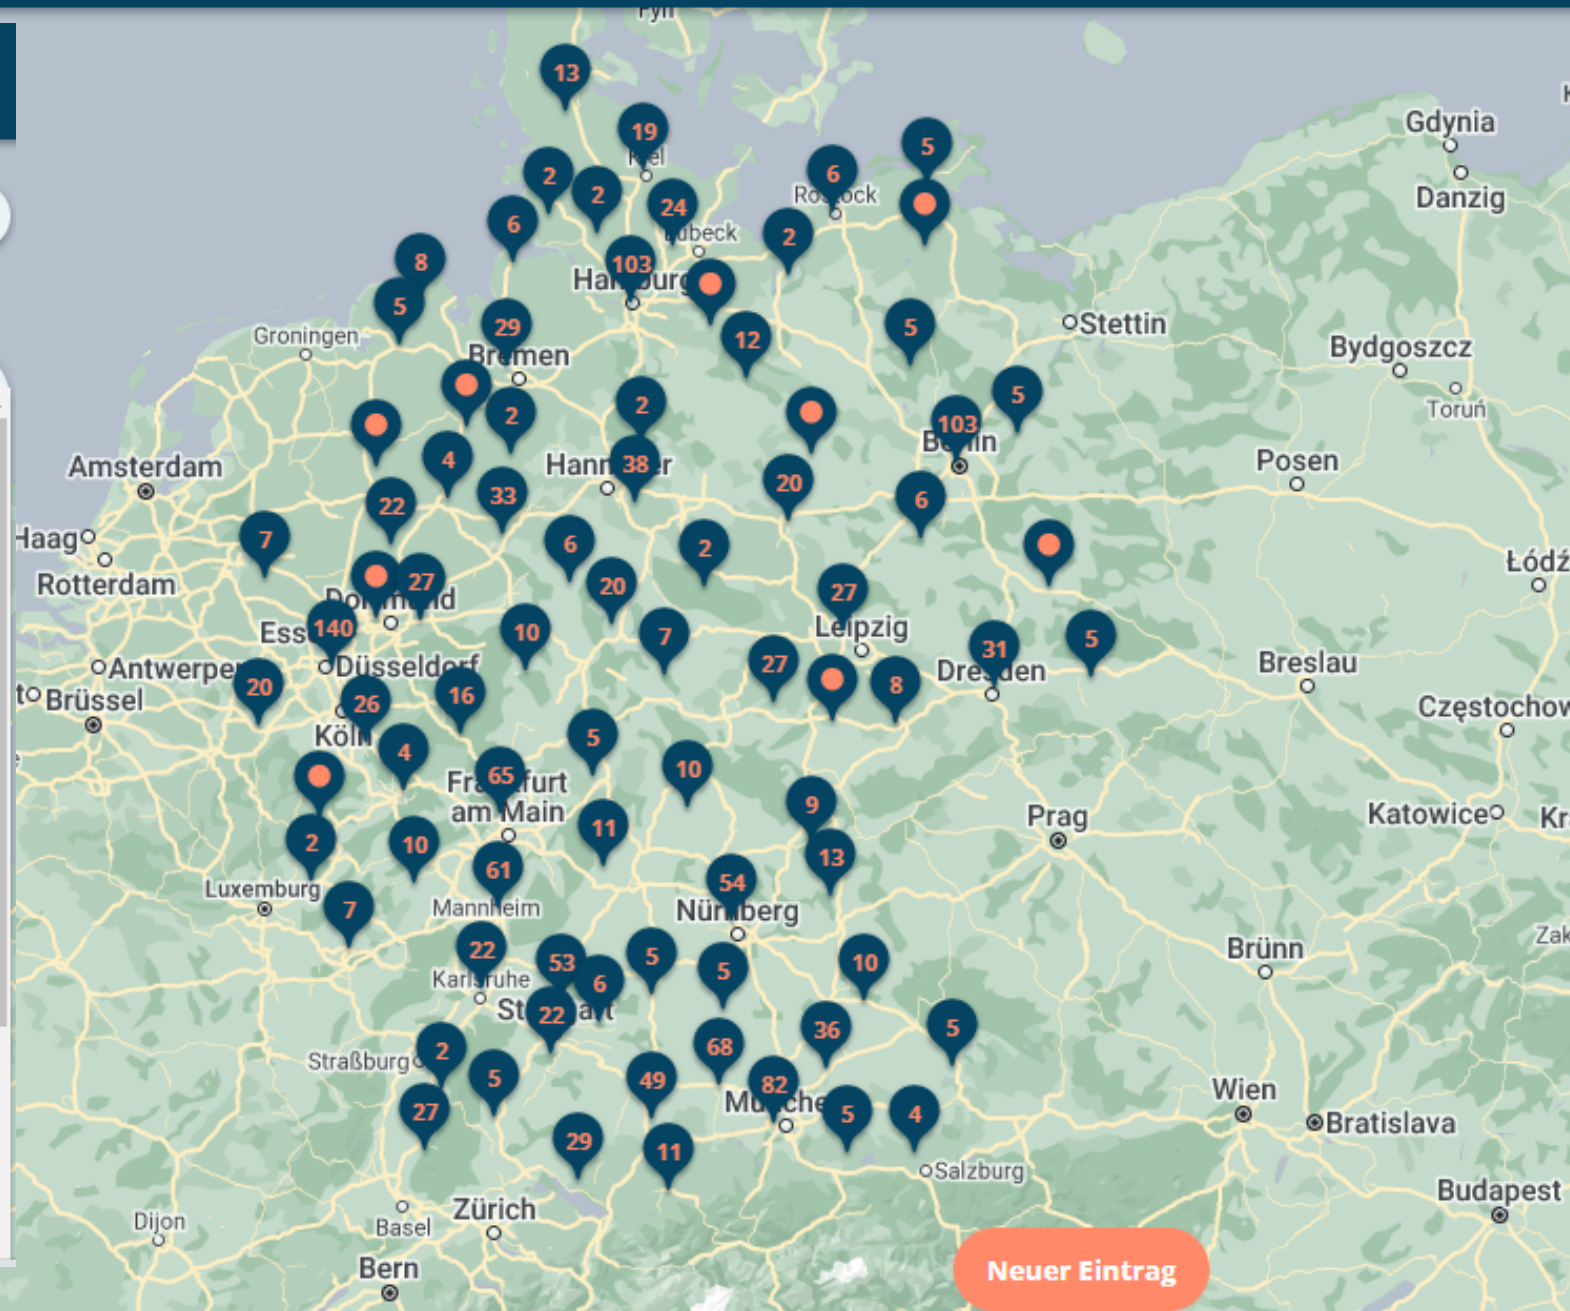 Fyn
13
19
Kiel
5
2
6
Gdynia
2
Rostock
24
Danzig
6
Lübeck
2
8
103
Hamburg
5
29
12
5
Stettin
Groningen
Bremen
Bydgoszcz
2
2
5
Toruń
103
Berlin
4
Hannover
38
Amsterdam
Posen
33
20
22
6
Haag
7
6
2
Łódź
Rotterdam
27
20
27
Dortmund
140
Ess
10
7
Leipzig
5
31
Antwerpe
Düsseldorf
27
8
Dresden
Breslau
20
26
16
Brüssel
Częstochow
Köln
4
5
10
65
Frankfurt
am Main
9
Katowice
Prag
Kr
2
10
11
13
61
54
Luxemburg
7
Mannheim
Nürnberg
22
53
5
5
10
Zak
Brünn
6
Karlsruhe
22
Stuttgart
36
5
2
68
Straßburg
5
49
82
Münche
5
4
Wien
27
Bratislava
29
11
Salzburg
Budapest
Dijon
Basel
Zürich
Bern
Neuer Eintrag